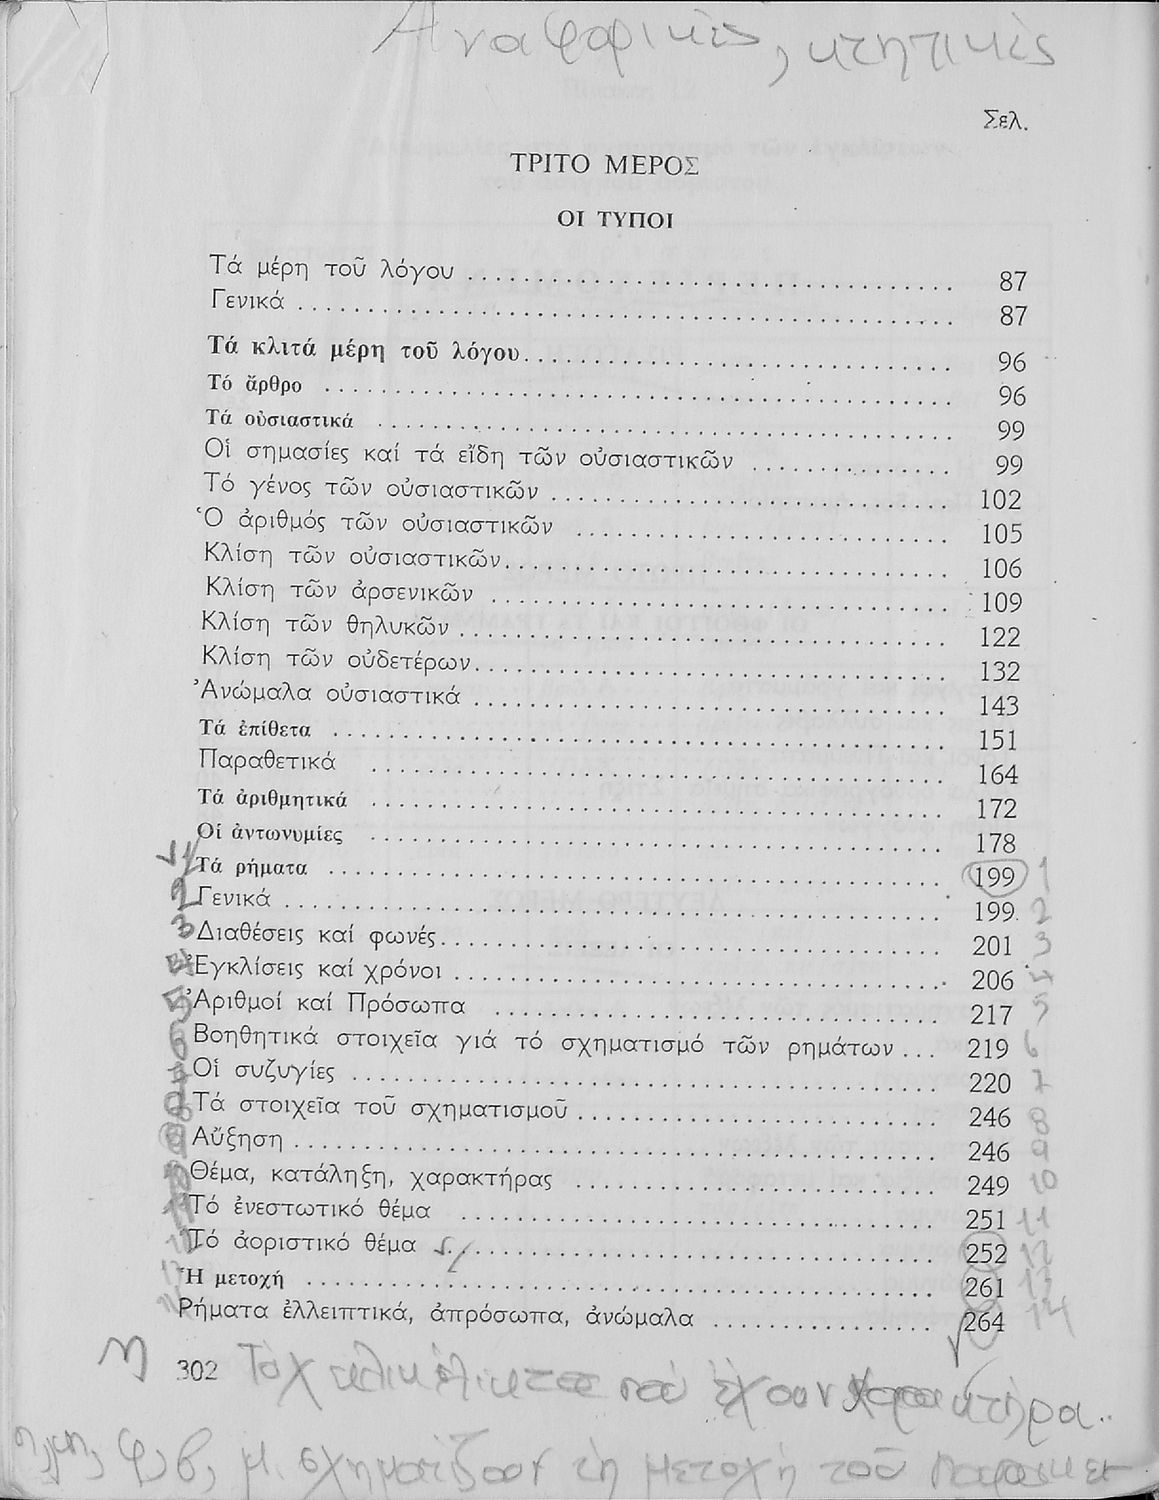 Αναφορικές, κτητικές
Σελ.
ΤΡΙΤΟ ΜΕΡΟΣ
ΟΙ ΤΥΠΟΙ
Τά μέρη τοῦ λόγου ........ 87
Γενικά ........ 87
Τά κλιτά μέρη τοῦ λόγου ........ 96
Τό ἄρθρο ........ 96
Τά οὐσιαστικά ........ 99
Οἱ σημασίες καί τά εἴδη τῶν οὐσιαστικῶν ........ 99
Τό γένος τῶν οὐσιαστικῶν ........ 102
Ὁ ἀριθμός τῶν οὐσιαστικῶν ........ 105
Κλίση τῶν οὐσιαστικῶν ........ 106
Κλίση τῶν ἀρσενικῶν ........ 109
Κλίση τῶν θηλυκῶν ........ 122
Κλίση τῶν οὐδετέρων ........ 132
Ἀνώμαλα οὐσιαστικά ........ 143
Τά ἐπίθετα ........ 151
Παραθετικά ........ 164
Τά ἀριθμητικά ........ 172
Οἱ ἀντωνυμίες ........ 178
1 Τά ρήματα ........ 199 1
2 Γενικά ........ 199 2
3 Διαθέσεις καί φωνές ........ 201 3
4 Ἐγκλίσεις καί χρόνοι ........ 206 4
5 Ἀριθμοί καί Πρόσωπα ........ 217 5
6 Βοηθητικά στοιχεῖα γιά τό σχηματισμό τῶν ρημάτων ... 219 6
7 Οἱ συζυγίες ........ 220 7
8 Τά στοιχεῖα τοῦ σχηματισμοῦ ........ 246 8
9 Αὔξηση ........ 246 9
10 Θέμα, κατάληξη, χαρακτήρας ........ 249 10
11 Τό ἐνεστωτικό θέμα ........ 251 11
12 Τό ἀοριστικό θέμα ........ 252 12
13 Ἡ μετοχή ........ 261 13
14 Ρήματα ἐλλειπτικά, ἀπρόσωπα, ἀνώμαλα ........ 264 14
302 πού ἔχουν χαρακτήρα..
φ, β, μ. σχηματίζουν τή μετοχή τοῦ παρακει